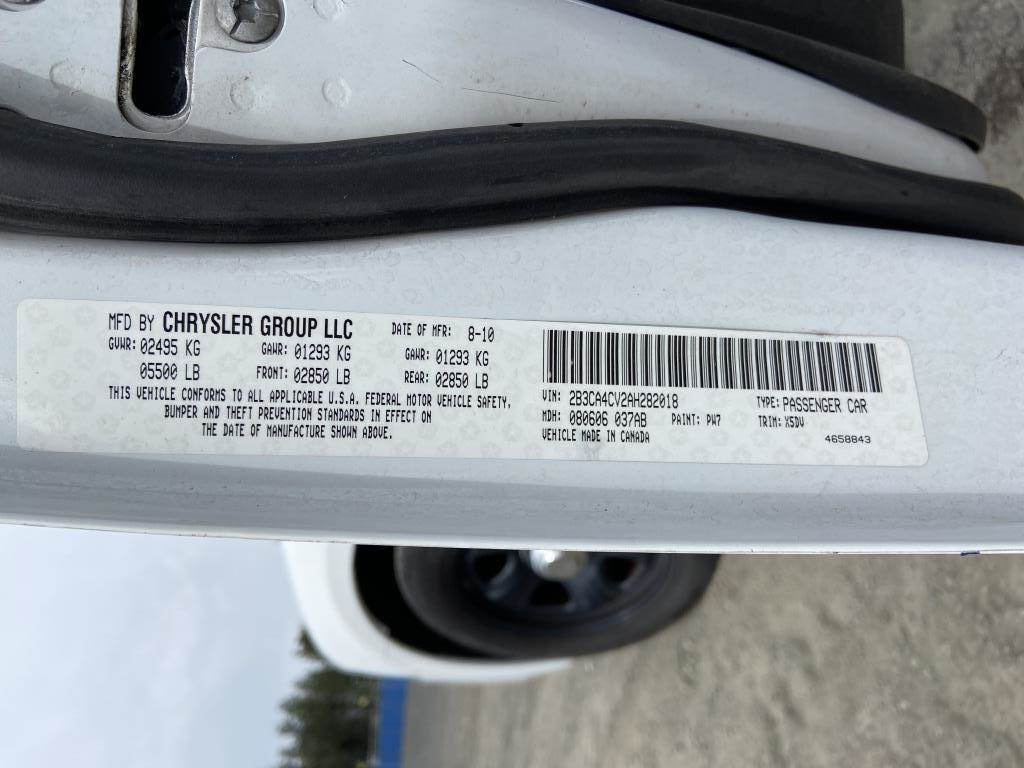 MFD BY CHRYSLER GROUP LLC DATE OF MFR: 8-10
GVWR: 02495 KG GAWR: 01293 KG GAWR: 01293 KG
05500 LB FRONT: 02850 LB REAR: 02850 LB
THIS VEHICLE CONFORMS TO ALL APPLICABLE U.S.A. FEDERAL MOTOR VEHICLE SAFETY,
BUMPER AND THEFT PREVENTION STANDARDS IN EFFECT ON
THE DATE OF MANUFACTURE SHOWN ABOVE.
VIN: 2B3CA4CV2AH282018 TYPE: PASSENGER CAR
MDH: 080606 037AB PAINT: PW7 TRIM: X5DV
VEHICLE MADE IN CANADA 4658843